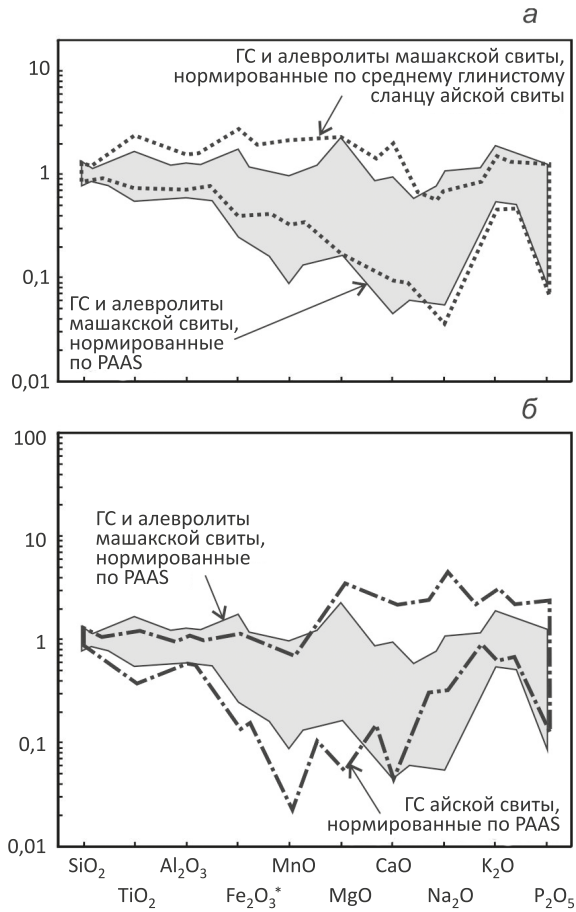 а
10
1
0,1
0,01
ГС и алевролиты машакской свиты,
нормированные по среднему глинистому
сланцу айской свиты
ГС и алевролиты
машакской свиты,
нормированные
по PAAS
б
100
10
1
0,1
0,01
ГС и алевролиты
машакской свиты,
нормированные
по PAAS
ГС айской свиты,
нормированные по PAAS
SiO₂ Al₂O₃ MnO CaO K₂O
TiO₂ Fe₂O₃* MgO Na₂O P₂O₅